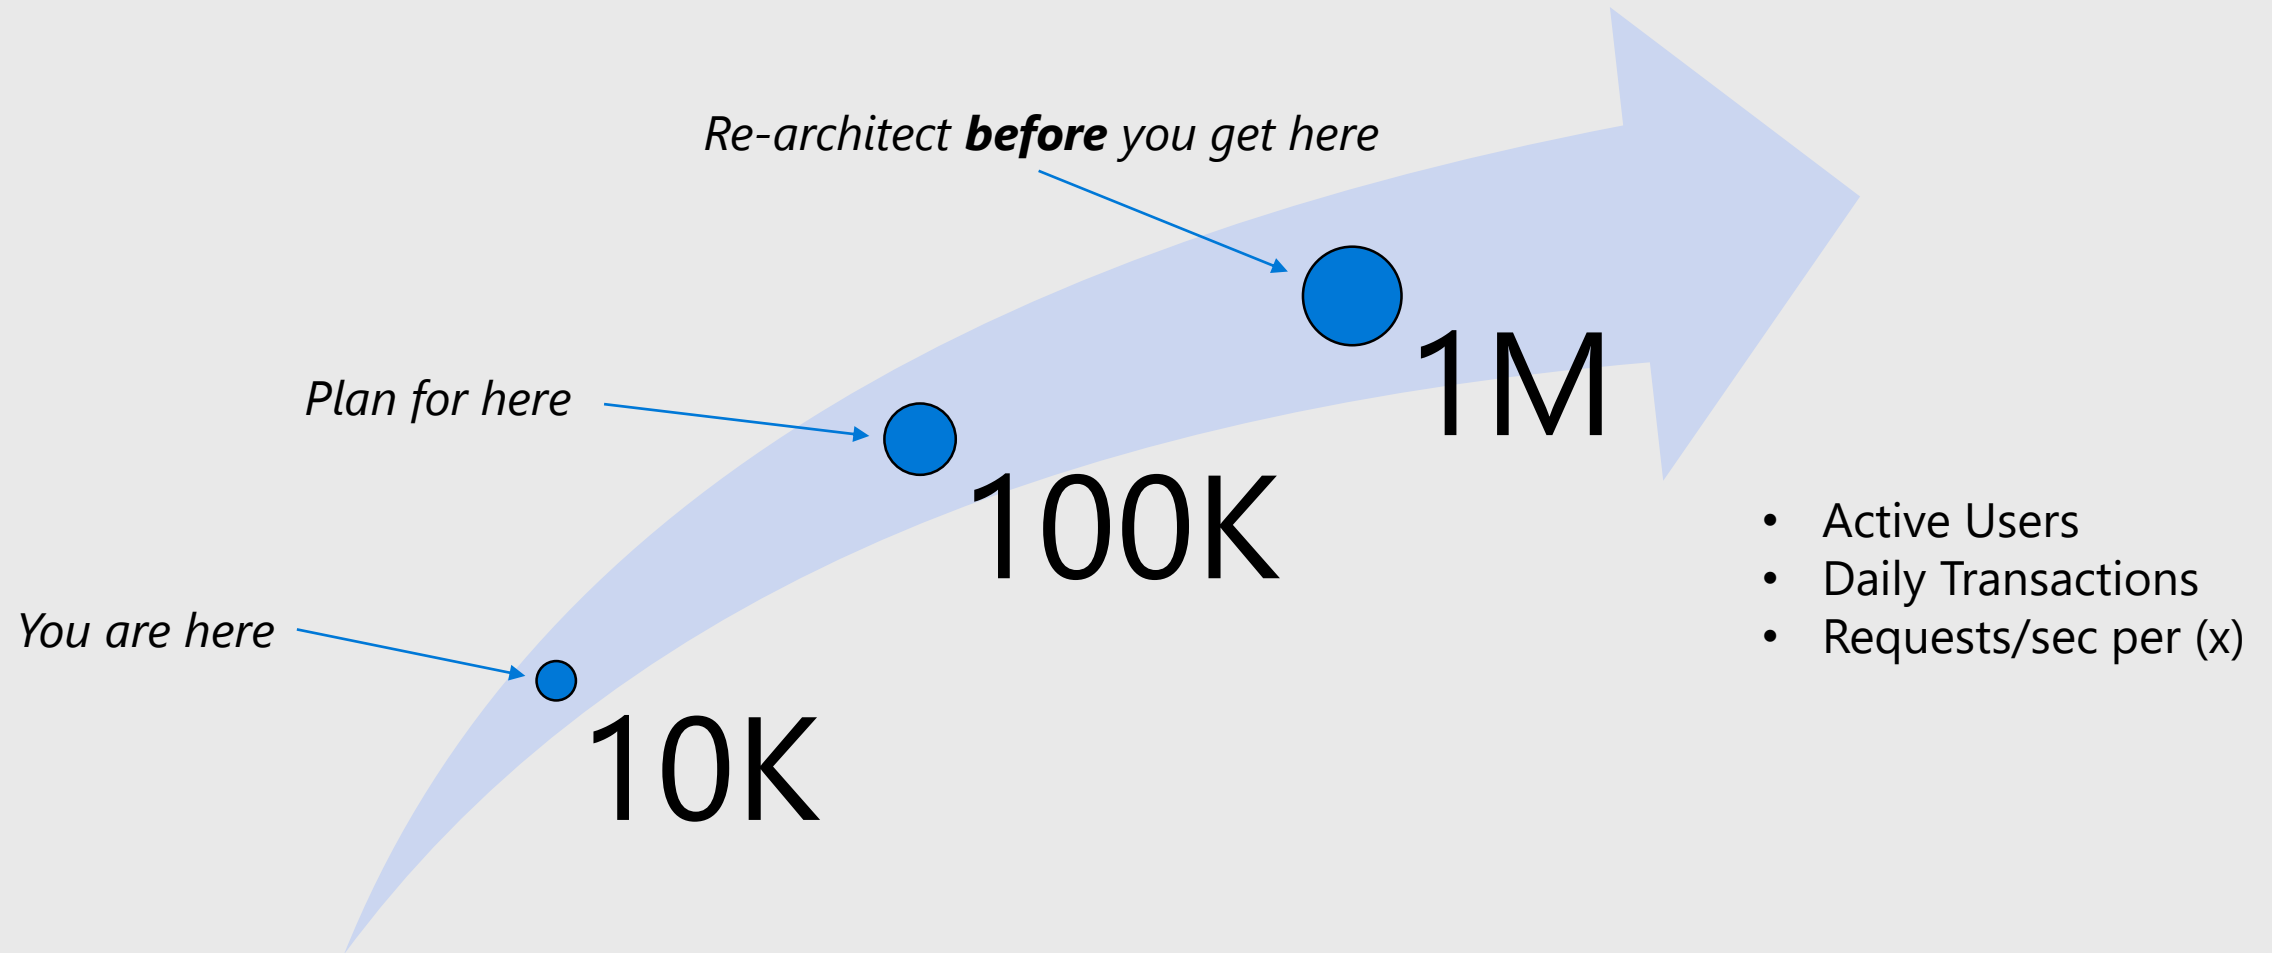 Re-architect before you get here
Plan for here
1M
100K
You are here
10K
• Active Users
• Daily Transactions
• Requests/sec per (x)